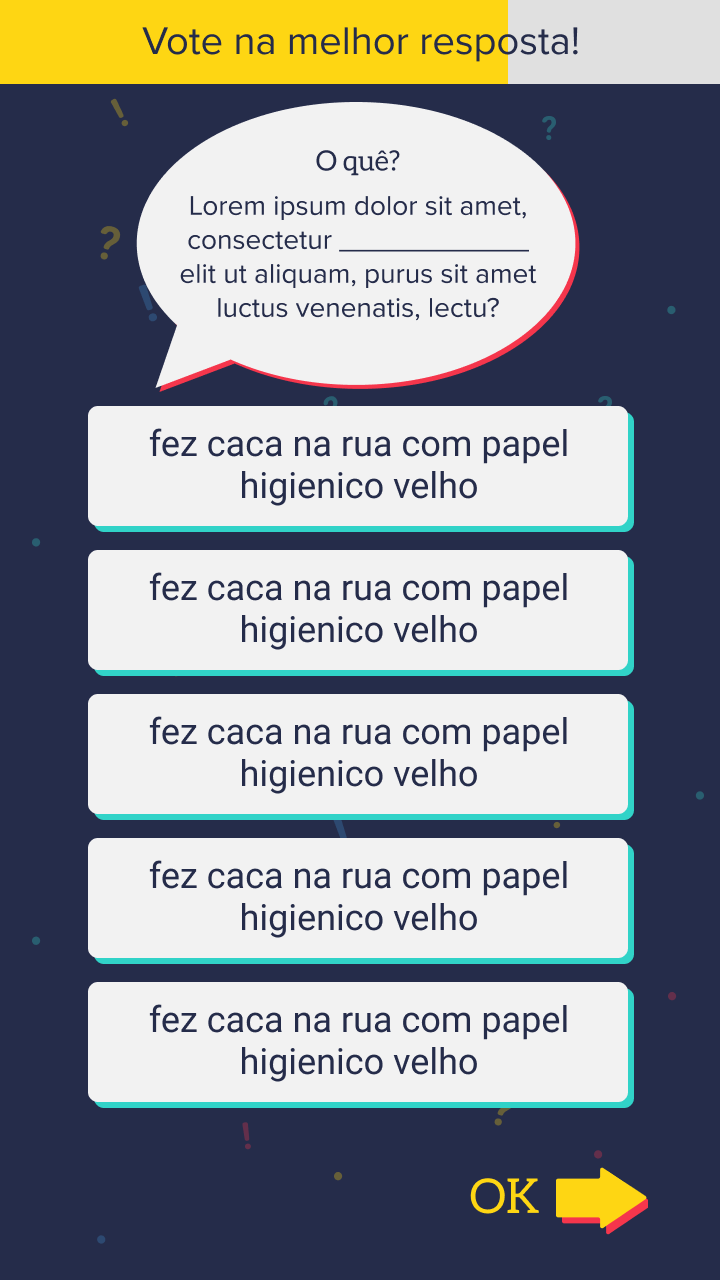 Vote na melhor resposta!
O quê?
Lorem ipsum dolor sit amet,
consectetur ______________
elit ut aliquam, purus sit amet
luctus venenatis, lectu?
fez caca na rua com papel
higienico velho
fez caca na rua com papel
higienico velho
fez caca na rua com papel
higienico velho
fez caca na rua com papel
higienico velho
fez caca na rua com papel
higienico velho
OK